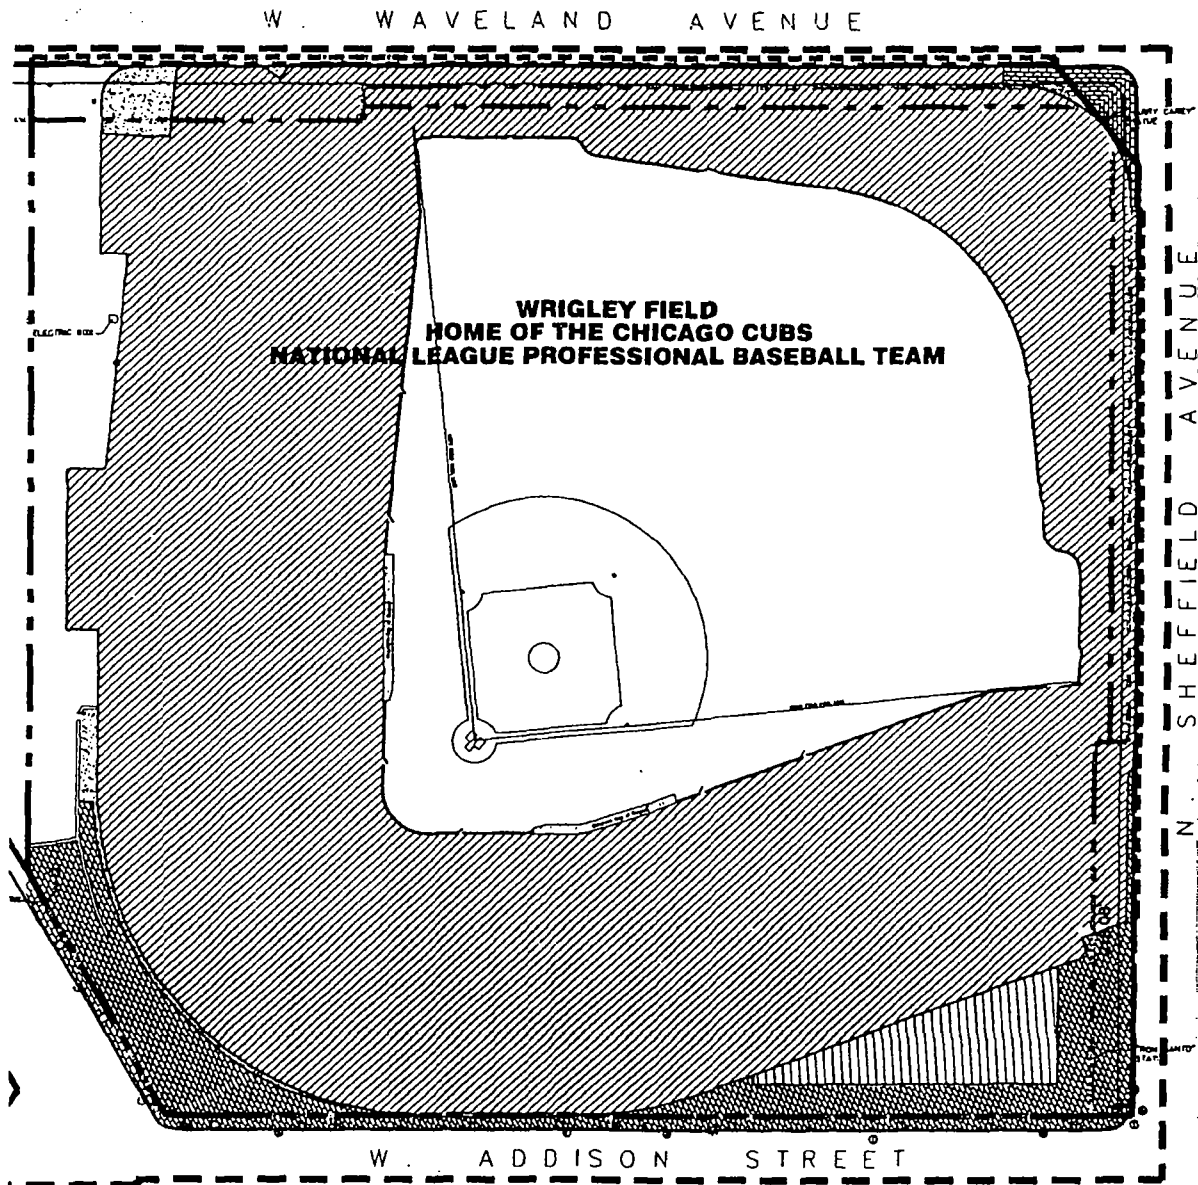 W. WAVELAND AVENUE
WRIGLEY FIELD
HOME OF THE CHICAGO CUBS
NATIONAL LEAGUE PROFESSIONAL BASEBALL TEAM
ELECTRIC BOX
N. SHEFFIELD AVENUE
W. ADDISON STREET